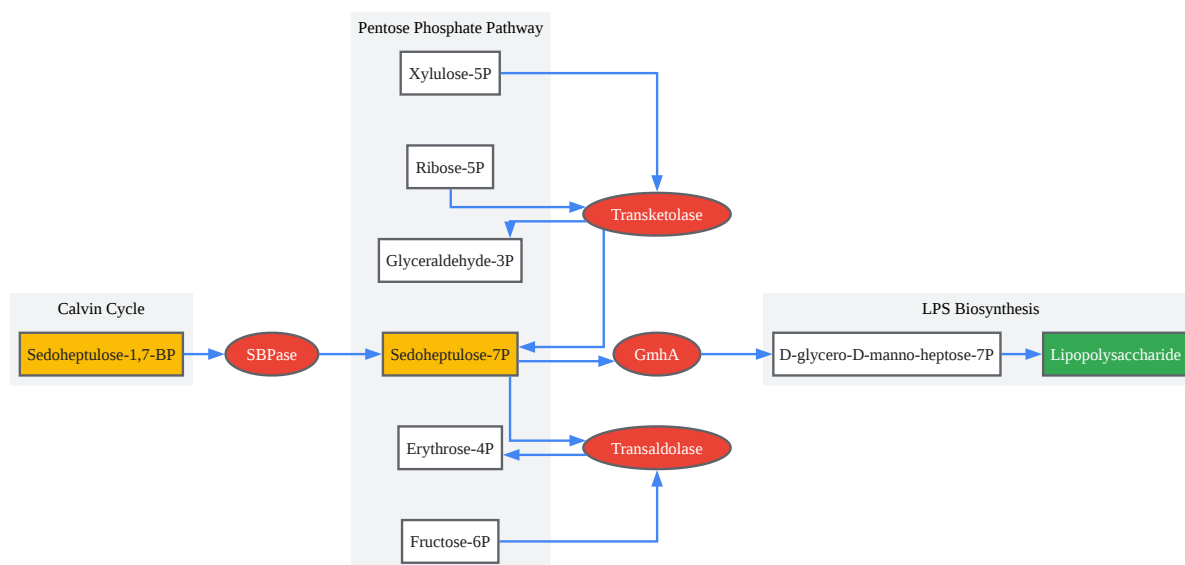 Pentose Phosphate Pathway
Xylulose-5P
Ribose-5P
Transketolase
Glyceraldehyde-3P
Calvin Cycle
LPS Biosynthesis
Sedoheptulose-1,7-BP
SBPase
Sedoheptulose-7P
GmhA
D-glycero-D-manno-heptose-7P
Lipopolysaccharide
Erythrose-4P
Transaldolase
Fructose-6P